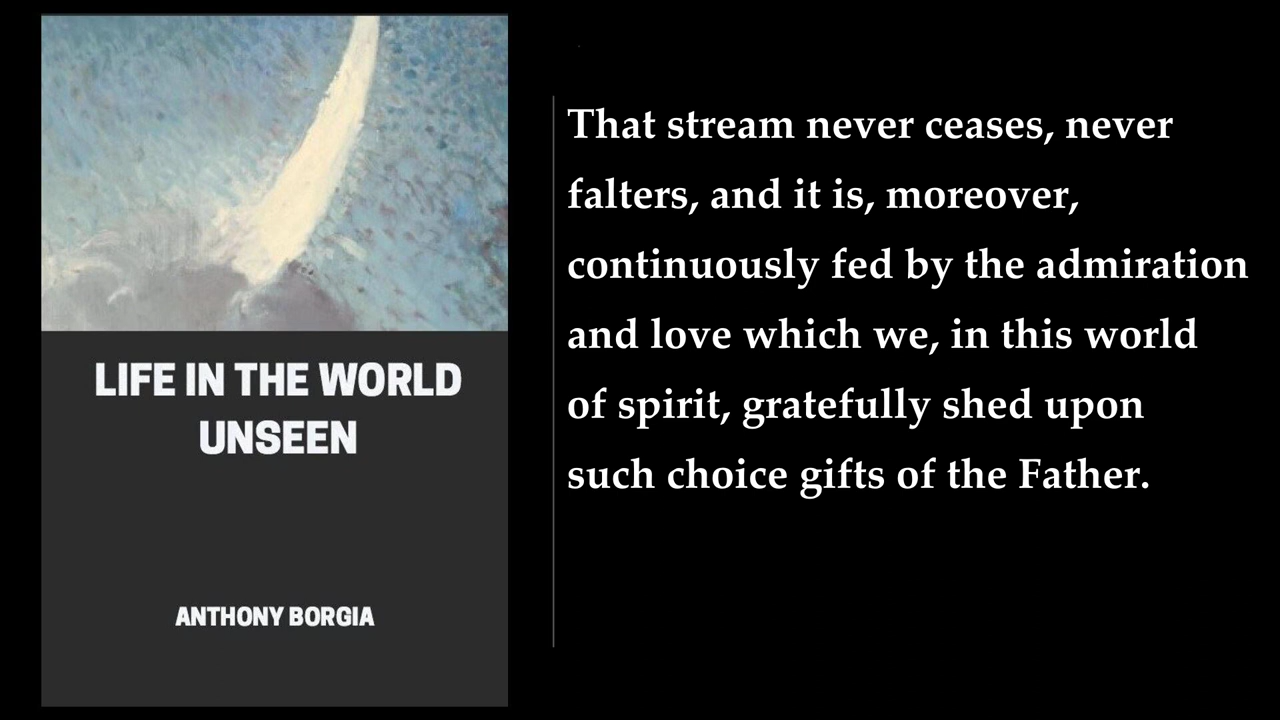 LIFE IN THE WORLD
UNSEEN
ANTHONY BORGIA
That stream never ceases, never
falters, and it is, moreover,
continuously fed by the admiration
and love which we, in this world
of spirit, gratefully shed upon
such choice gifts of the Father.